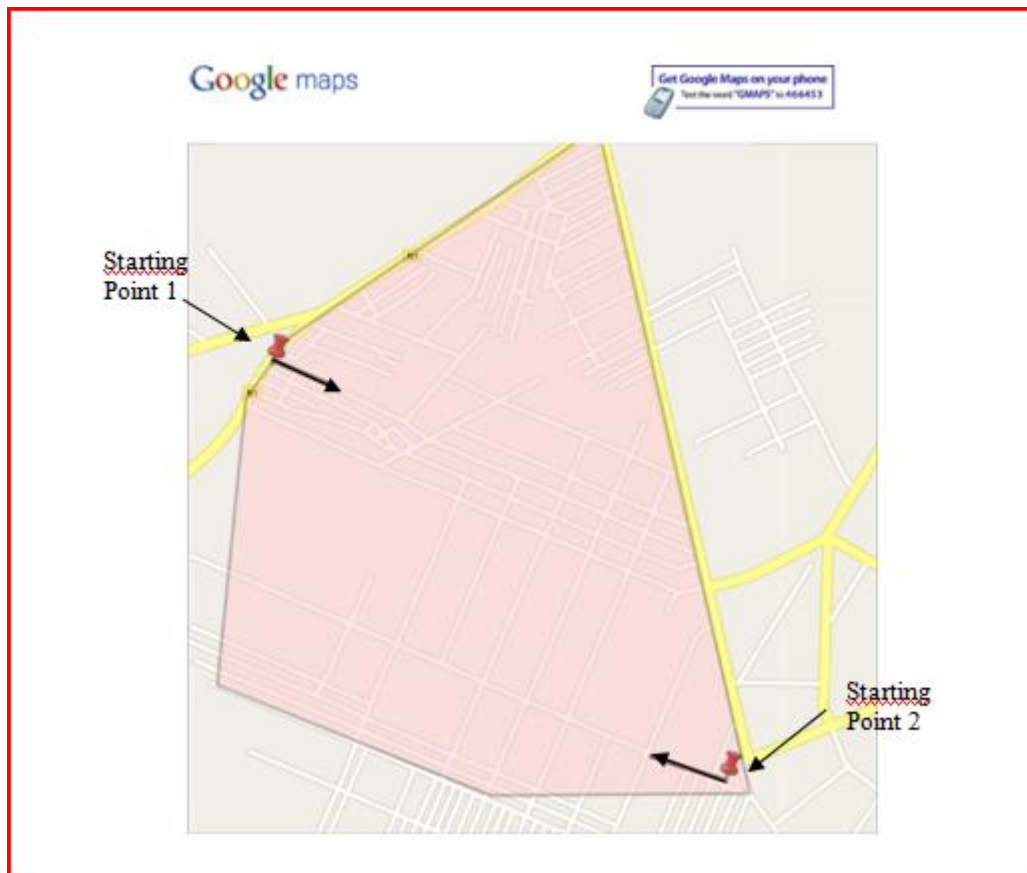 Google maps
Get Google Maps on your phone
Text the word "GMAPS" to 466453
Starting
Point 1
Starting
Point 2